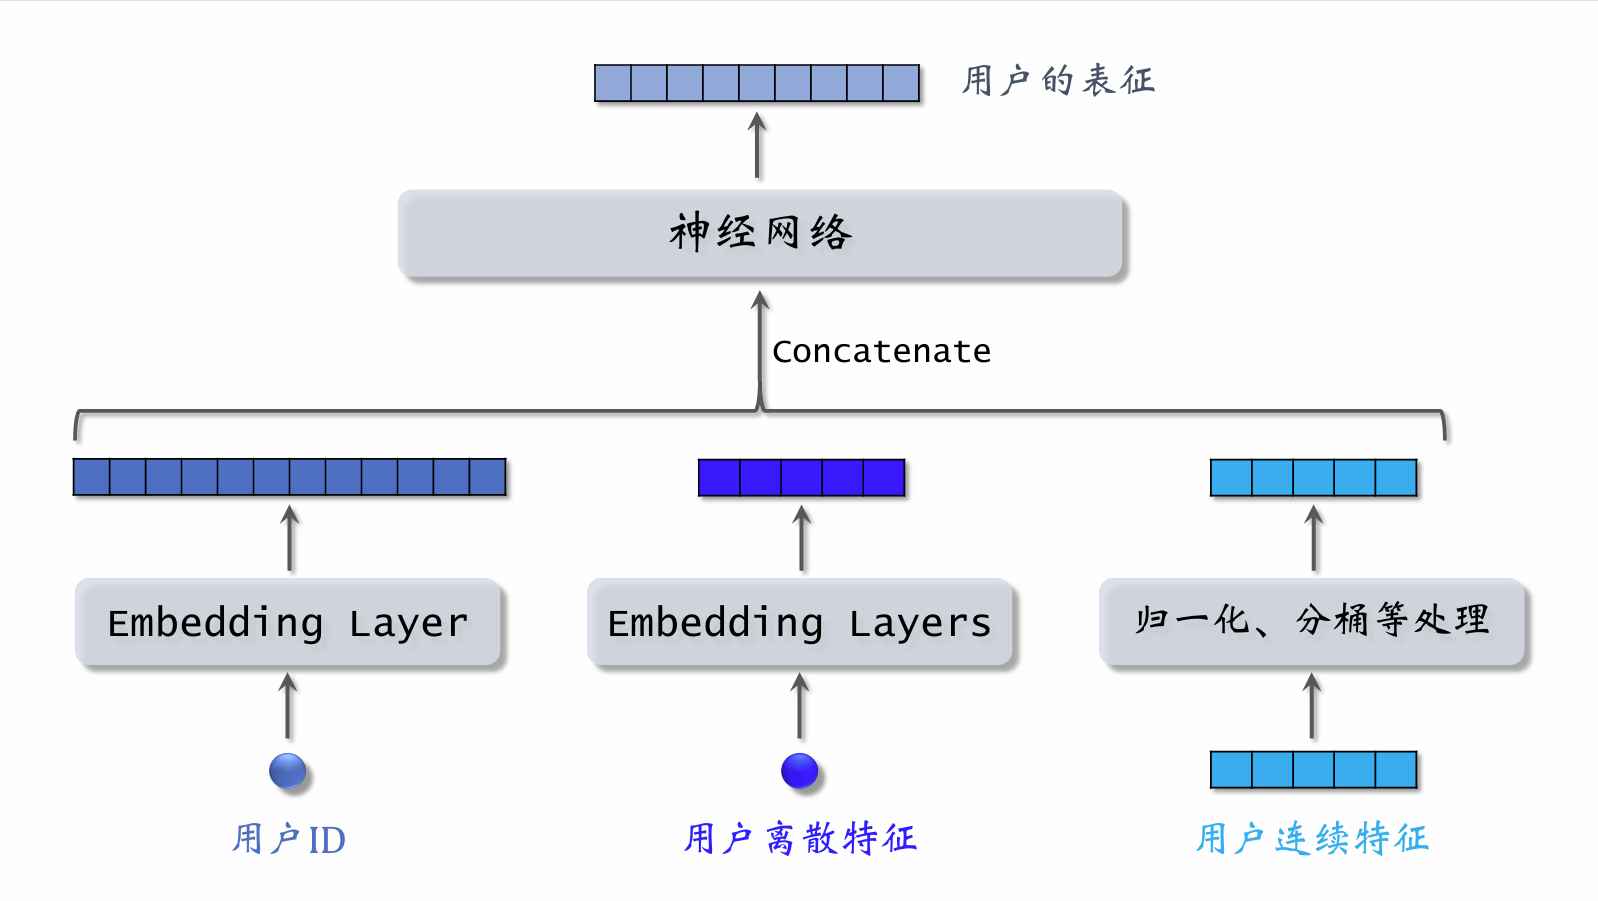 用户的表征
神经网络
Concatenate
Embedding Layer
Embedding Layers
归一化、分桶等处理
用户ID
用户离散特征
用户连续特征